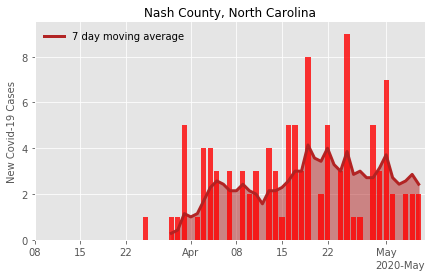 Nash County, North Carolina
7 day moving average
New Covid-19 Cases
8
6
4
2
0
08 15 22 Apr 08 15 22 May
2020-May